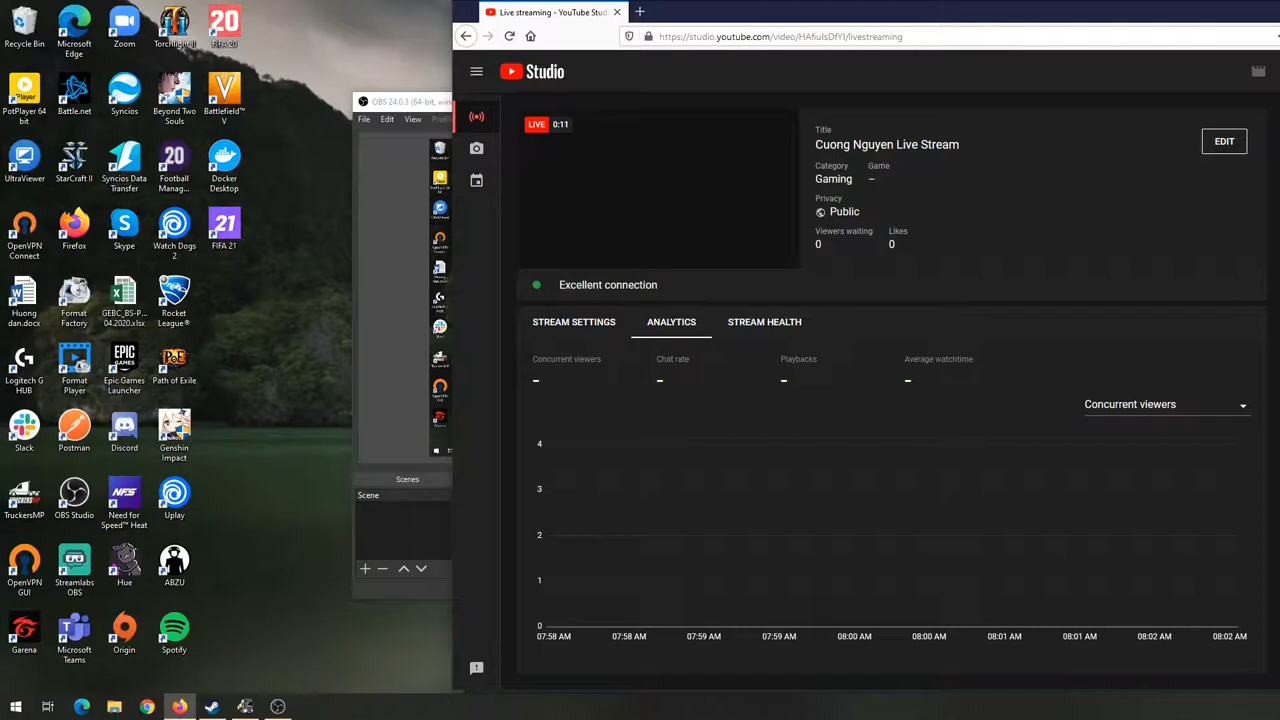 Recycle Bin
Microsoft
Edge
Zoom
Torchlight II
FIFA 20
PotPlayer 64
bit
Battle.net
Syncios
Beyond Two
Souls
Battlefield™
V
UltraViewer
StarCraft II
Syncios Data
Transfer
Football
Manag...
Docker
Desktop
OpenVPN
Connect
Firefox
Skype
Watch Dogs
2
FIFA 21
Huong
dan.docx
Format
Factory
GEBC_BS-P...
04.2020.xlsx
Rocket
League®
Logitech G
HUB
Format
Player
Epic Games
Launcher
Path of Exile
Slack
Postman
Discord
Genshin
Impact
TruckersMP
OBS Studio
Need for
Speed™ Heat
Uplay
OpenVPN
GUI
Streamlabs
OBS
Hue
ABZU
Garena
Microsoft
Teams
Origin
Spotify
OBS 24.0.3 (64-bit, win
File Edit View Profil
Scenes
Scene
Live streaming - YouTube Stud
https://studio.youtube.com/video/HAfiuIsDfYI/livestreaming
Studio
LIVE 0:11
Title
Cuong Nguyen Live Stream
EDIT
Category Game
Gaming –
Privacy
Public
Viewers waiting Likes
0 0
Excellent connection
STREAM SETTINGS ANALYTICS STREAM HEALTH
Concurrent viewers Chat rate Playbacks Average watchtime
– – – –
Concurrent viewers
4
3
2
1
0
07:58 AM 07:58 AM 07:59 AM 07:59 AM 08:00 AM 08:00 AM 08:01 AM 08:01 AM 08:02 AM 08:02 AM